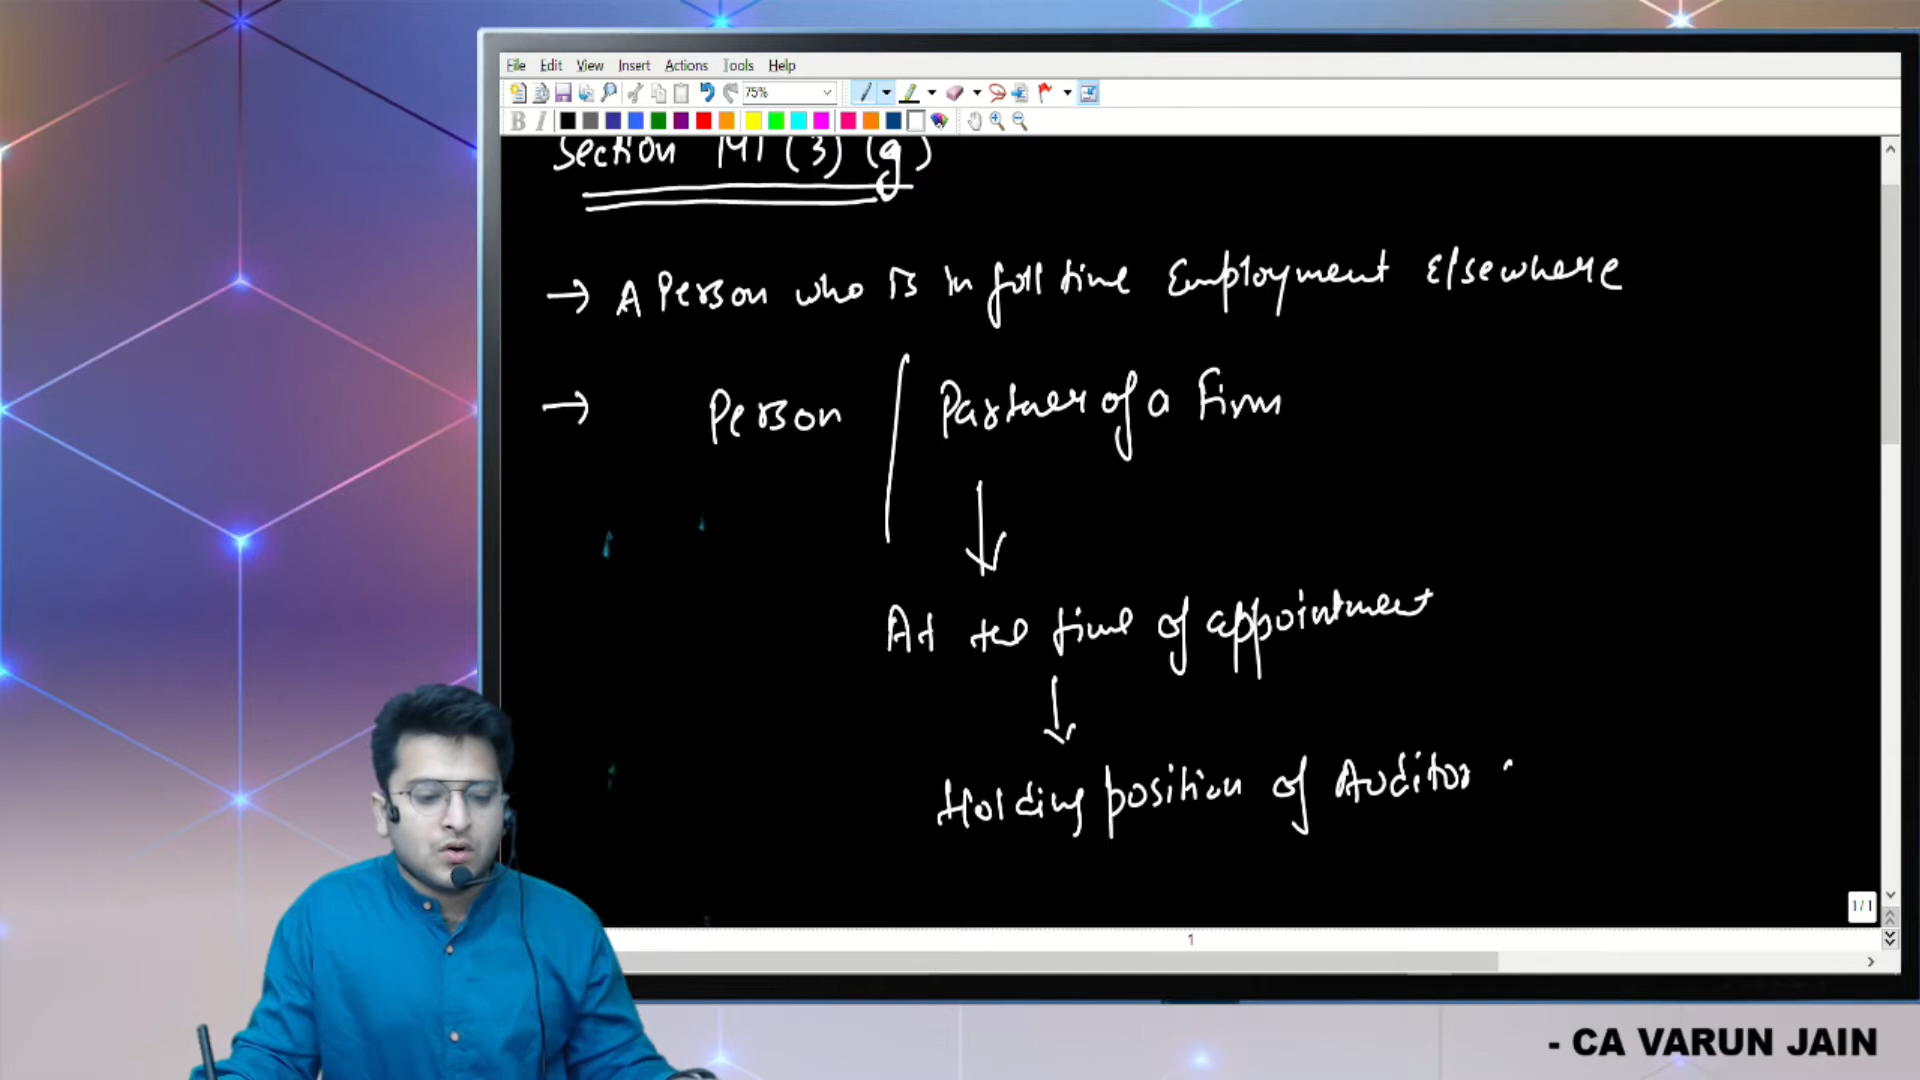 File Edit View Insert Actions Tools Help
75%
B I
Section 141 (3) (g)
→ A Person who is in full time Employment Elsewhere
→ Person / Partner of a Firm
↓
At the time of appointment
↓
Holding position of Auditor.
1/1
1
- CA VARUN JAIN